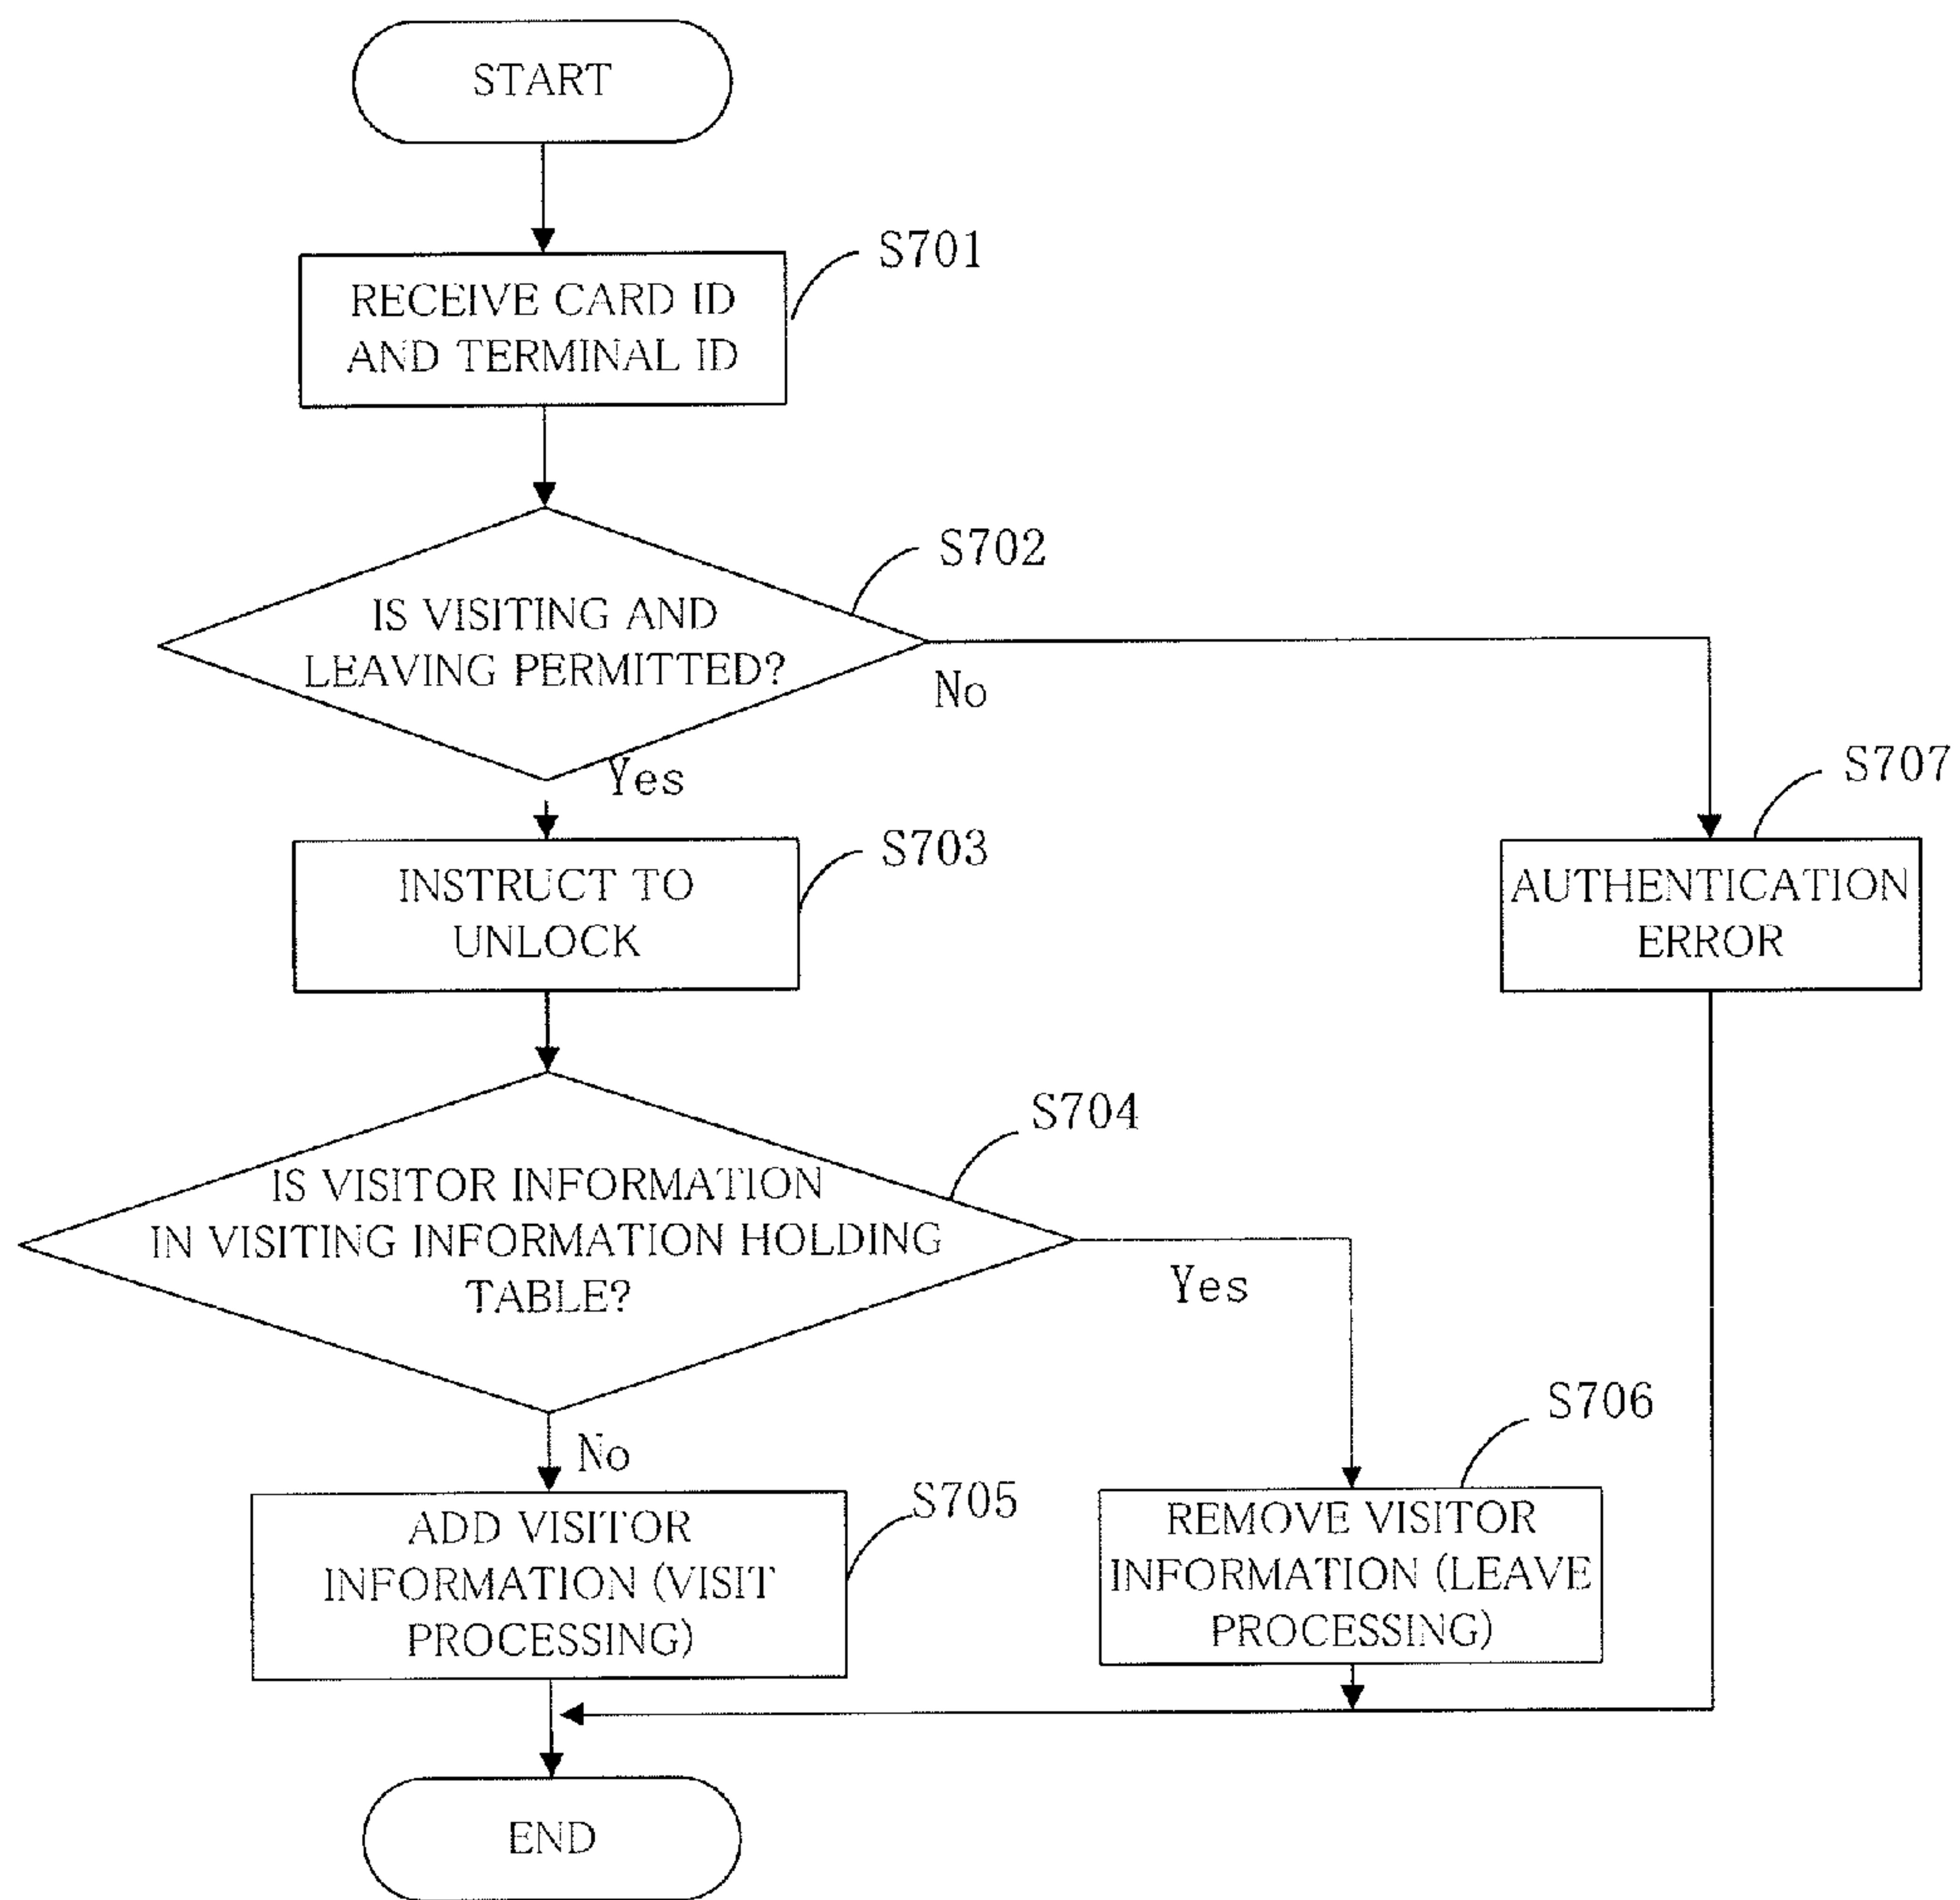 START
S701
RECEIVE CARD ID
AND TERMINAL ID
S702
IS VISITING AND
LEAVING PERMITTED?
No
Yes
S703
INSTRUCT TO
UNLOCK
S707
AUTHENTICATION
ERROR
S704
IS VISITOR INFORMATION
IN VISITING INFORMATION HOLDING
TABLE?
Yes
No
S705
ADD VISITOR
INFORMATION (VISIT
PROCESSING)
S706
REMOVE VISITOR
INFORMATION (LEAVE
PROCESSING)
END